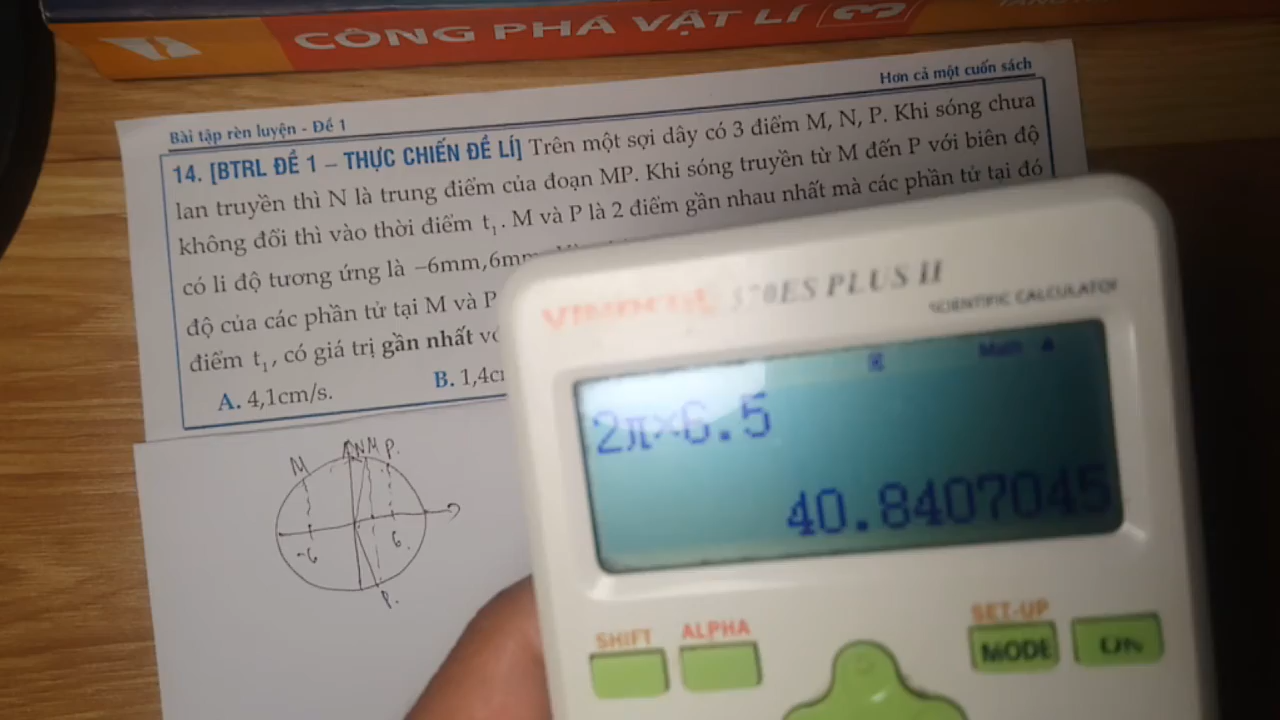 CÔNG PHÁ VẬT LÍ 3
Hơn cả một cuốn sách
Bài tập rèn luyện - Đề 1
14. [BTRL ĐỀ 1 – THỰC CHIẾN ĐỀ LÍ] Trên một sợi dây có 3 điểm M, N, P. Khi sóng chưa
lan truyền thì N là trung điểm của đoạn MP. Khi sóng truyền từ M đến P với biên độ
không đổi thì vào thời điểm t₁. M và P là 2 điểm gần nhau nhất mà các phần tử tại đó
có li độ tương ứng là –6mm,6mm
độ của các phần tử tại M và P
điểm t₁, có giá trị gần nhất
A. 4,1cm/s.
B. 1,4c
M N M P.
-6 6.
P.
570ES PLUS II
SCIENTIFIC CALCULATOR
Math
2π×6.5
40.8407045
SHIFT ALPHA
SET-UP
MODE ON